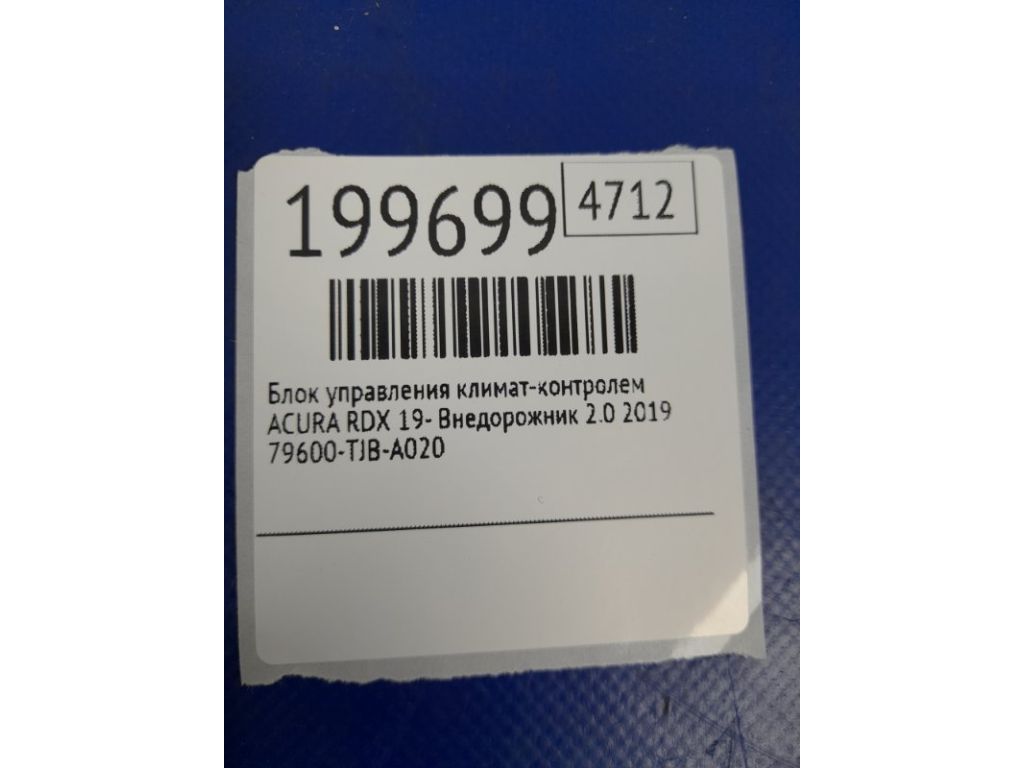 199699 4712
Блок управления климат-контролем
ACURA RDX 19- Внедорожник 2.0 2019
79600-TJB-A020